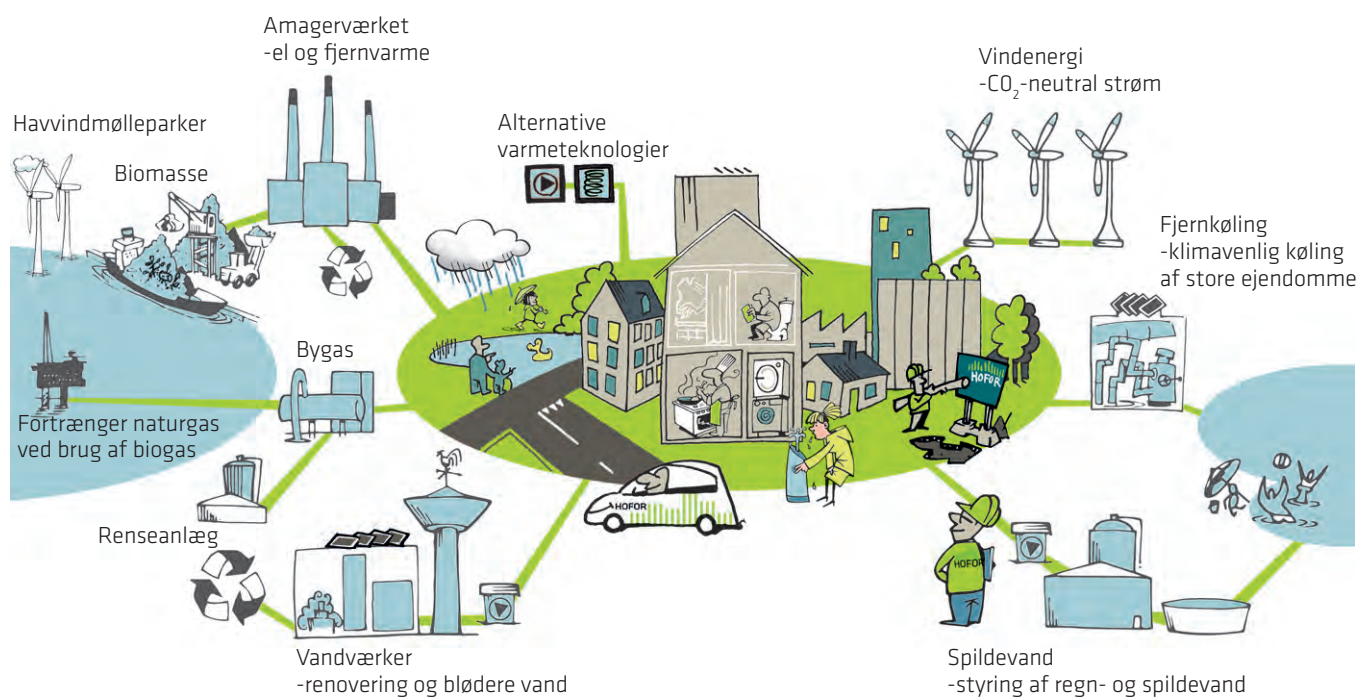 Amagerværket
-el og fjernvarme
Vindenergi
-CO₂-neutral strøm
Havvindmølleparker
Alternative
varmeteknologier
Biomasse
Fjernkøling
-klimavenlig køling
af store ejendomme
Bygas
HOFOR
Fortrænger naturgas
ved brug af biogas
HOFOR
Renseanlæg
HOFOR
Vandværker
-renovering og blødere vand
Spildevand
-styring af regn- og spildevand